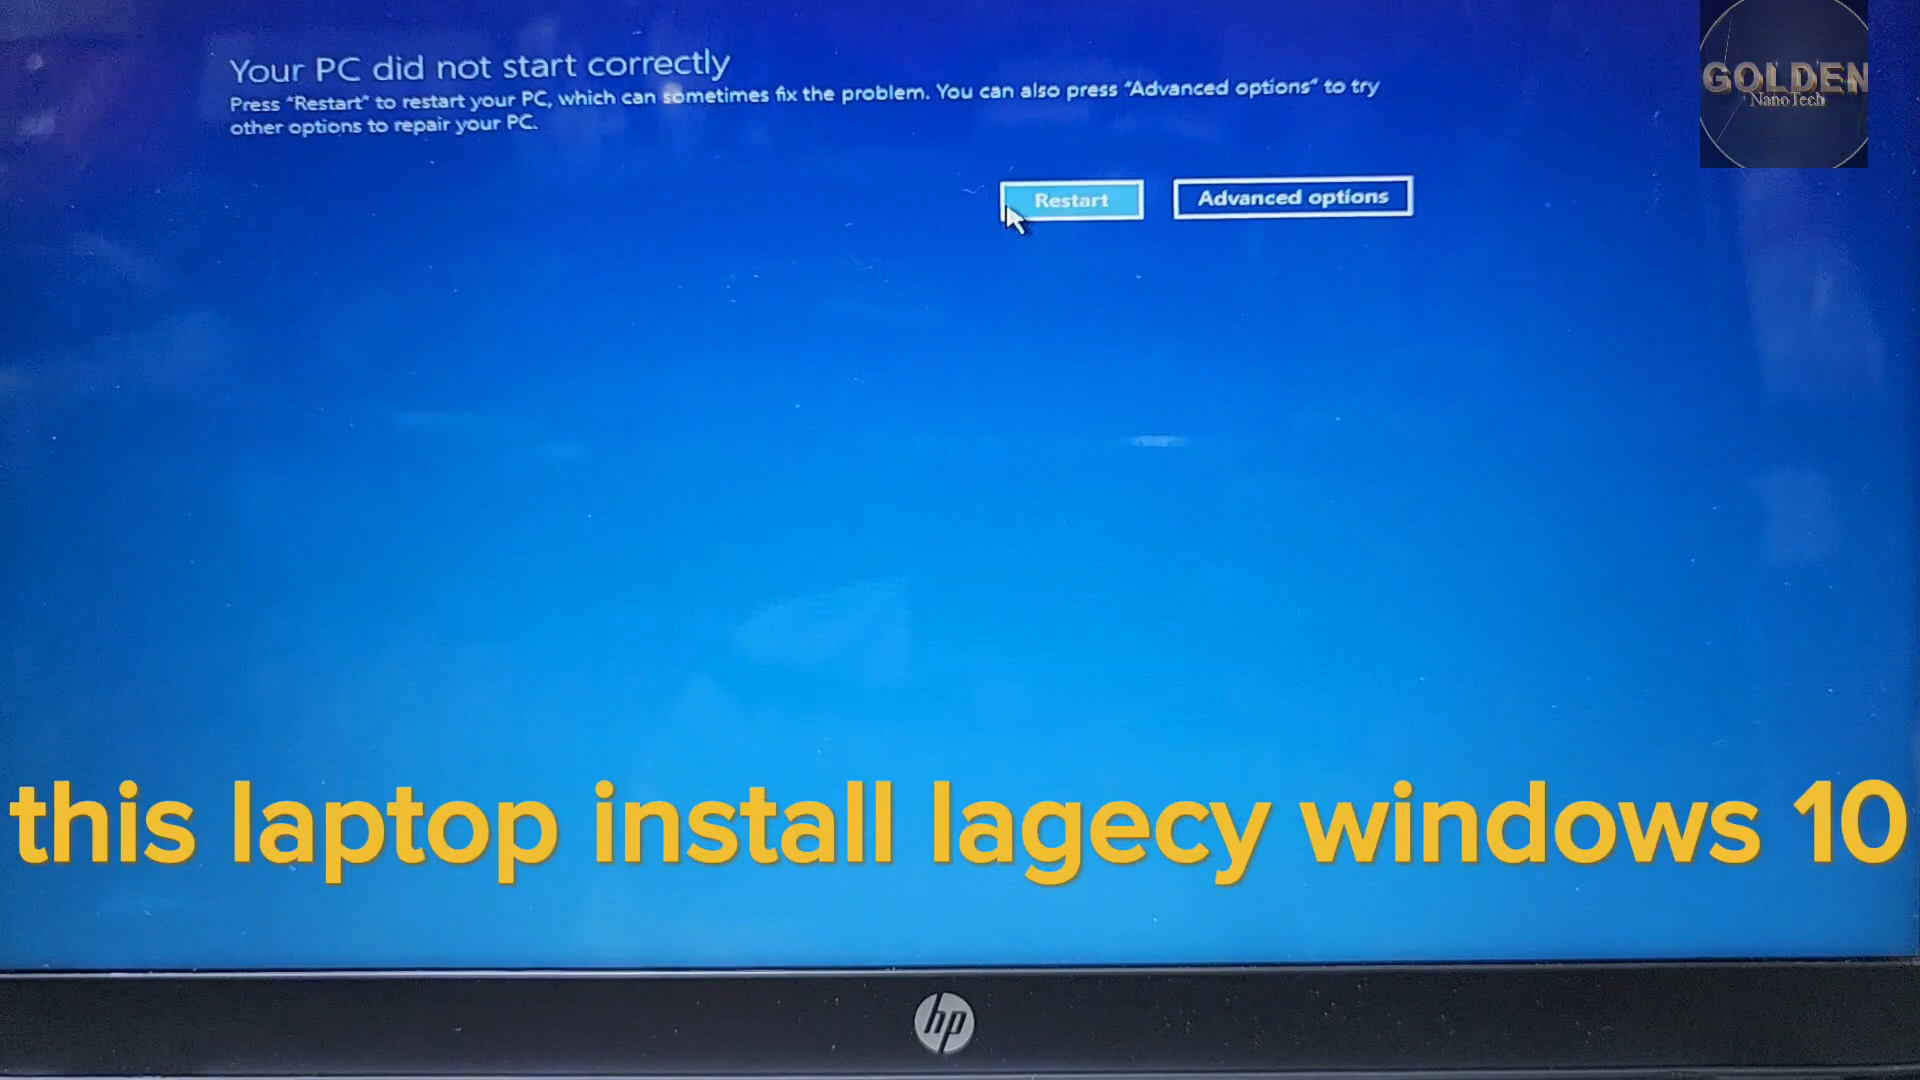 Your PC did not start correctly
Press "Restart" to restart your PC, which can sometimes fix the problem. You can also press "Advanced options" to try
other options to repair your PC.
Restart
Advanced options
GOLDEN
NanoTech
this laptop install lagecy windows 10
hp